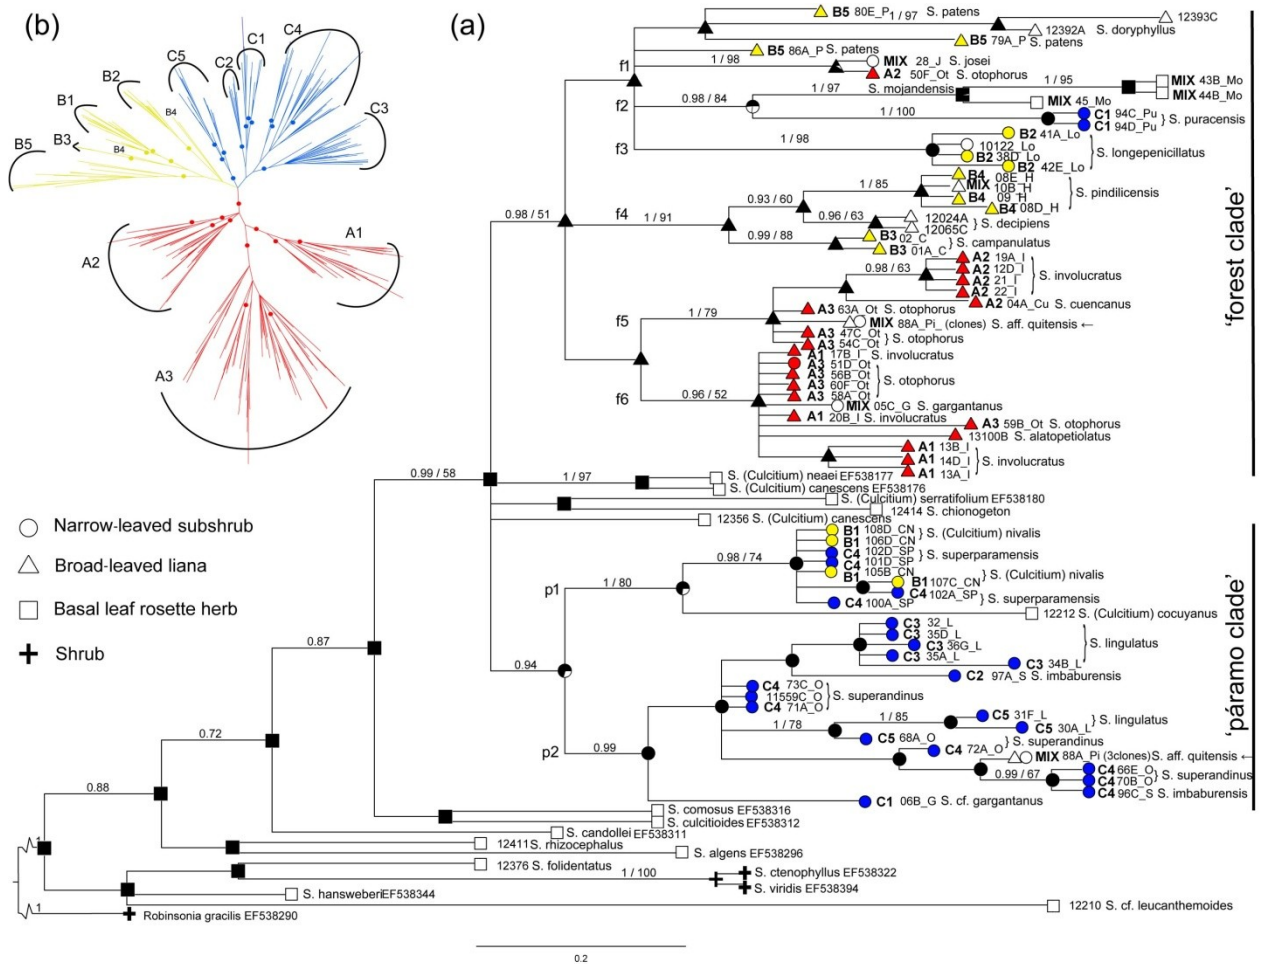 (b)
C4
C1
C5
C2
B2
B1
B4
C3
B3
B4
B5
A1
A2
A3
(a)
B5 80E_P 1 / 97 S. patens
12393C
12392A S. doryphyllus
B5 79A_P S. patens
B5 86A_P S. patens
f1
1 / 98
MIX 28_J S. josei
A2 50F_Ot S. otophorus
1 / 95
MIX 43B_Mo
MIX 44B_Mo
1 / 97
S. mojandensis
MIX 45_Mo
f2
0.98 / 84
1 / 100
C1 94C_Pu
C1 94D_Pu
S. puracensis
f3
1 / 98
B2 41A_Lo
10122_Lo
B2 38D_Lo
B2 42E_Lo
S. longepenicillatus
1 / 85
B4 08E_H
MIX 10B_H
B4 09_H
B4 08D_H
S. pindilicensis
0.93 / 60
0.98 / 51
f4
1 / 91
0.96 / 63
12024A
12065C
S. decipiens
0.99 / 88
B3 02_C
B3 01A_C
S. campanulatus
0.98 / 63
A2 19A_I
A2 12D_I
A2 21_I
A2 22_I
S. involucratus
A2 04A_Cu S. cuencanus
f5
1 / 79
A3 63A_Ot S. otophorus
MIX 88A_Pi_(clones) S. aff. quitensis ←
A3 47C_Ot
A3 54C_Ot
S. otophorus
A1 17B_I S. involucratus
A3 51D_Ot
A3 56B_Ot
A3 60F_Ot
A3 58A_Ot
S. otophorus
f6
0.96 / 52
MIX 05C_G S. gargantanus
A1 20B_I S. involucratus
A3 59B_Ot S. otophorus
13100B S. alatopetiolatus
A1 13B_I
A1 14D_I
A1 13A_I
S. involucratus
'forest clade'
0.99 / 58
1 / 97
S. (Culcitium) neaei EF538177
S. (Culcitium) canescens EF538176
S. (Culcitium) serratifolium EF538180
12414 S. chionogeton
12356 S. (Culcitium) canescens
B1 108D_CN
B1 106D_CN
S. (Culcitium) nivalis
C4 102D_SP
C4 101D_SP
S. superparamensis
B1 105B_CN
B1 107C_CN
S. (Culcitium) nivalis
C4 102A_SP
C4 100A_SP
S. superparamensis
0.98 / 74
p1
1 / 80
12212 S. (Culcitium) cocuyanus
C3 32_L
C3 35D_L
C3 36G_L
C3 35A_L
C3 34B_L
S. lingulatus
C2 97A_S S. imbaburensis
0.94
C4 73C_O
11559C_O
C4 71A_O
S. superandinus
1 / 78
1 / 85
C5 31F_L
C5 30A_L
S. lingulatus
C5 68A_O
C4 72A_O
S. superandinus
p2
0.99
MIX 88A_Pi (3clones) S. aff. quitensis ←
0.99 / 67
C4 66E_O
C4 70B_O
S. superandinus
C4 96C_S S. imbaburensis
C1 06B_G S. cf. gargantanus
'páramo clade'
Narrow-leaved subshrub
Broad-leaved liana
Basal leaf rosette herb
Shrub
0.87
0.72
0.88
1
1
S. comosus EF538316
S. culcitioides EF538312
S. candollei EF538311
12411 S. rhizocephalus
S. algens EF538296
12376 S. folidentatus
1 / 100
S. ctenophyllus EF538322
S. viridis EF538394
S. hansweberi EF538344
12210 S. cf. leucanthemoides
Robinsonia gracilis EF538290
0.2